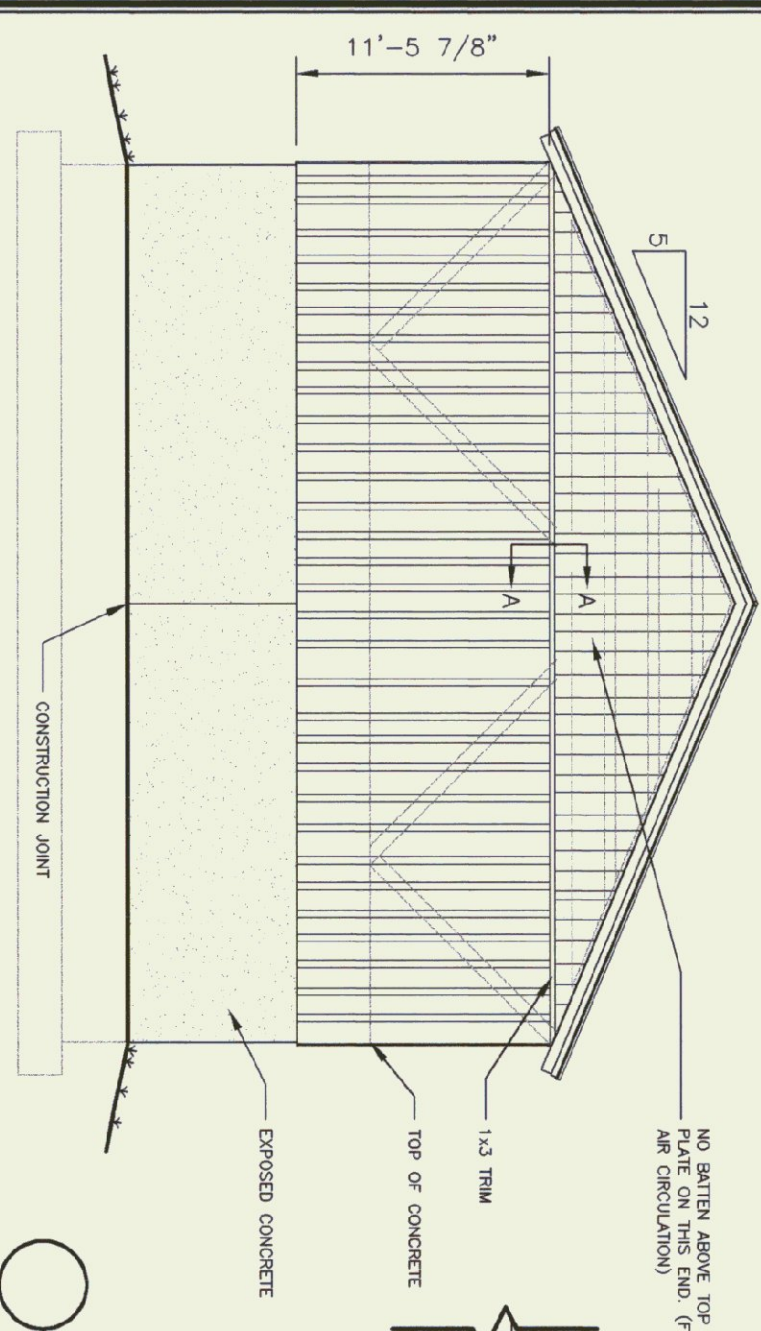 11'-5 7/8"
12
5
A
A
NO BATTEN ABOVE TOP
PLATE ON THIS END.
AIR CIRCULATION)
1x3 TRIM
TOP OF CONCRETE
EXPOSED CONCRETE
CONSTRUCTION JOINT